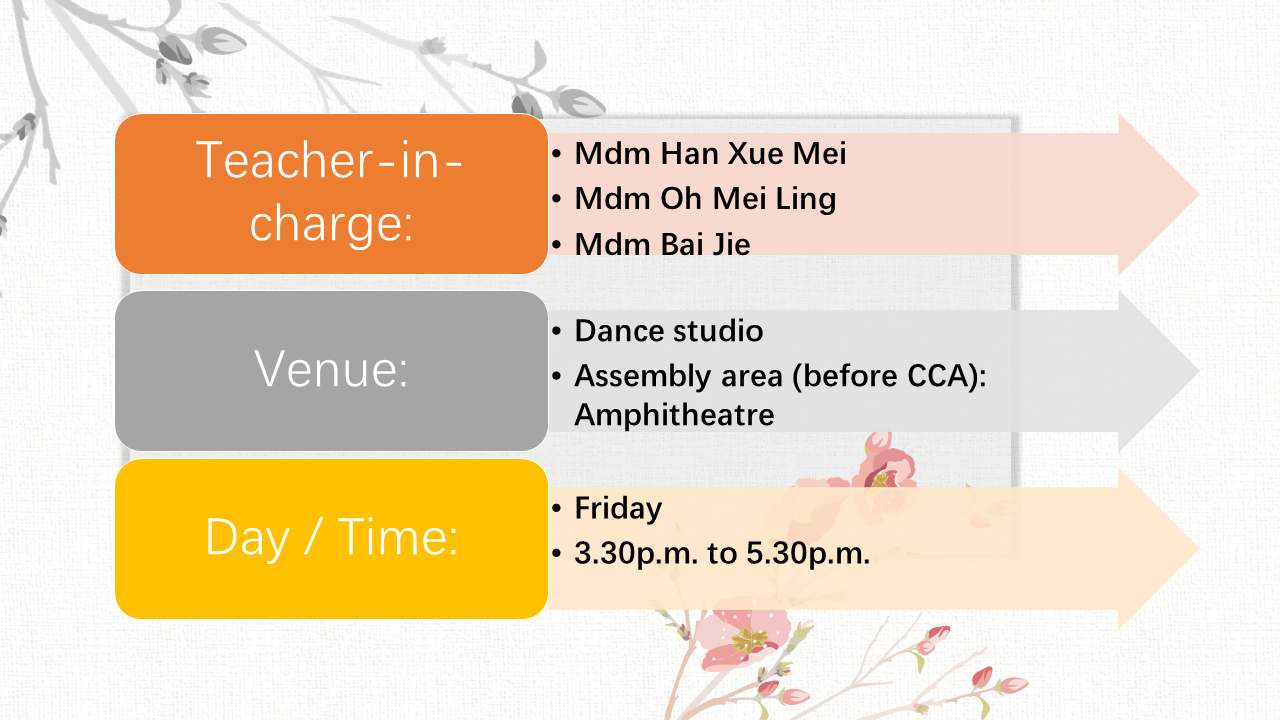 Teacher-in-
charge:
• Mdm Han Xue Mei
• Mdm Oh Mei Ling
• Mdm Bai Jie
Venue:
• Dance studio
• Assembly area (before CCA):
Amphitheatre
Day / Time:
• Friday
• 3.30p.m. to 5.30p.m.